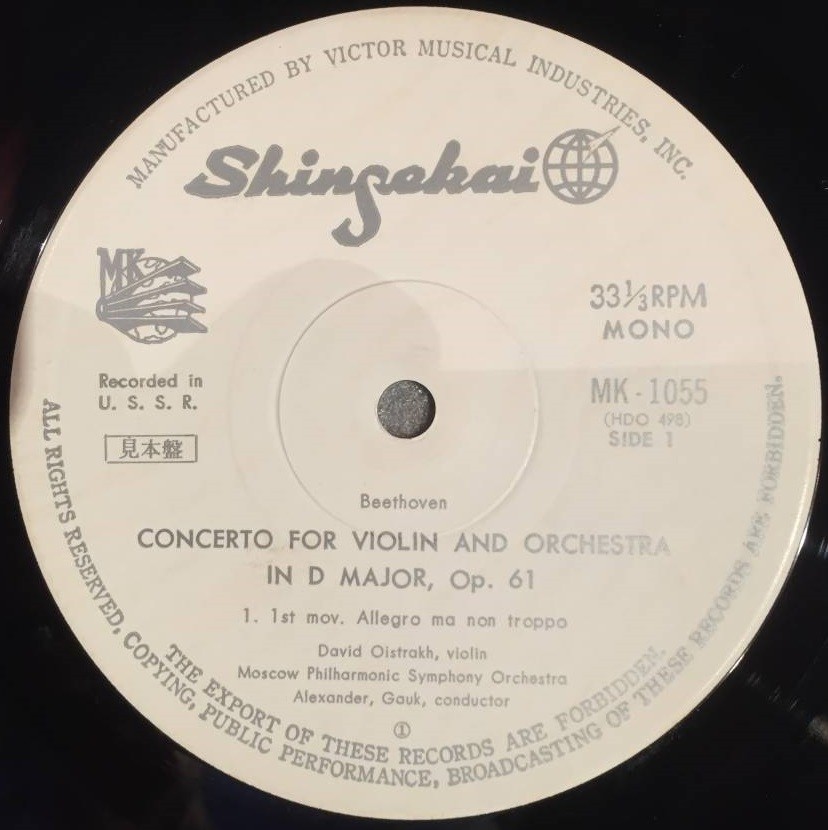 MANUFACTURED BY VICTOR MUSICAL INDUSTRIES, INC.
Shinsekai
MK
33⅓RPM
MONO
Recorded in
U. S. S. R.
MK-1055
(HDO 498)
SIDE 1
見本盤
Beethoven
CONCERTO FOR VIOLIN AND ORCHESTRA
IN D MAJOR, Op. 61
1. 1st mov. Allegro ma non troppo
David Oistrakh, violin
Moscow Philharmonic Symphony Orchestra
Alexander, Gauk, conductor
①
THE EXPORT OF THESE RECORDS ARE FORBIDDEN.
ALL RIGHTS RESERVED, COPYING, PUBLIC PERFORMANCE, BROADCASTING OF THESE RECORDS ARE FORBIDDEN.